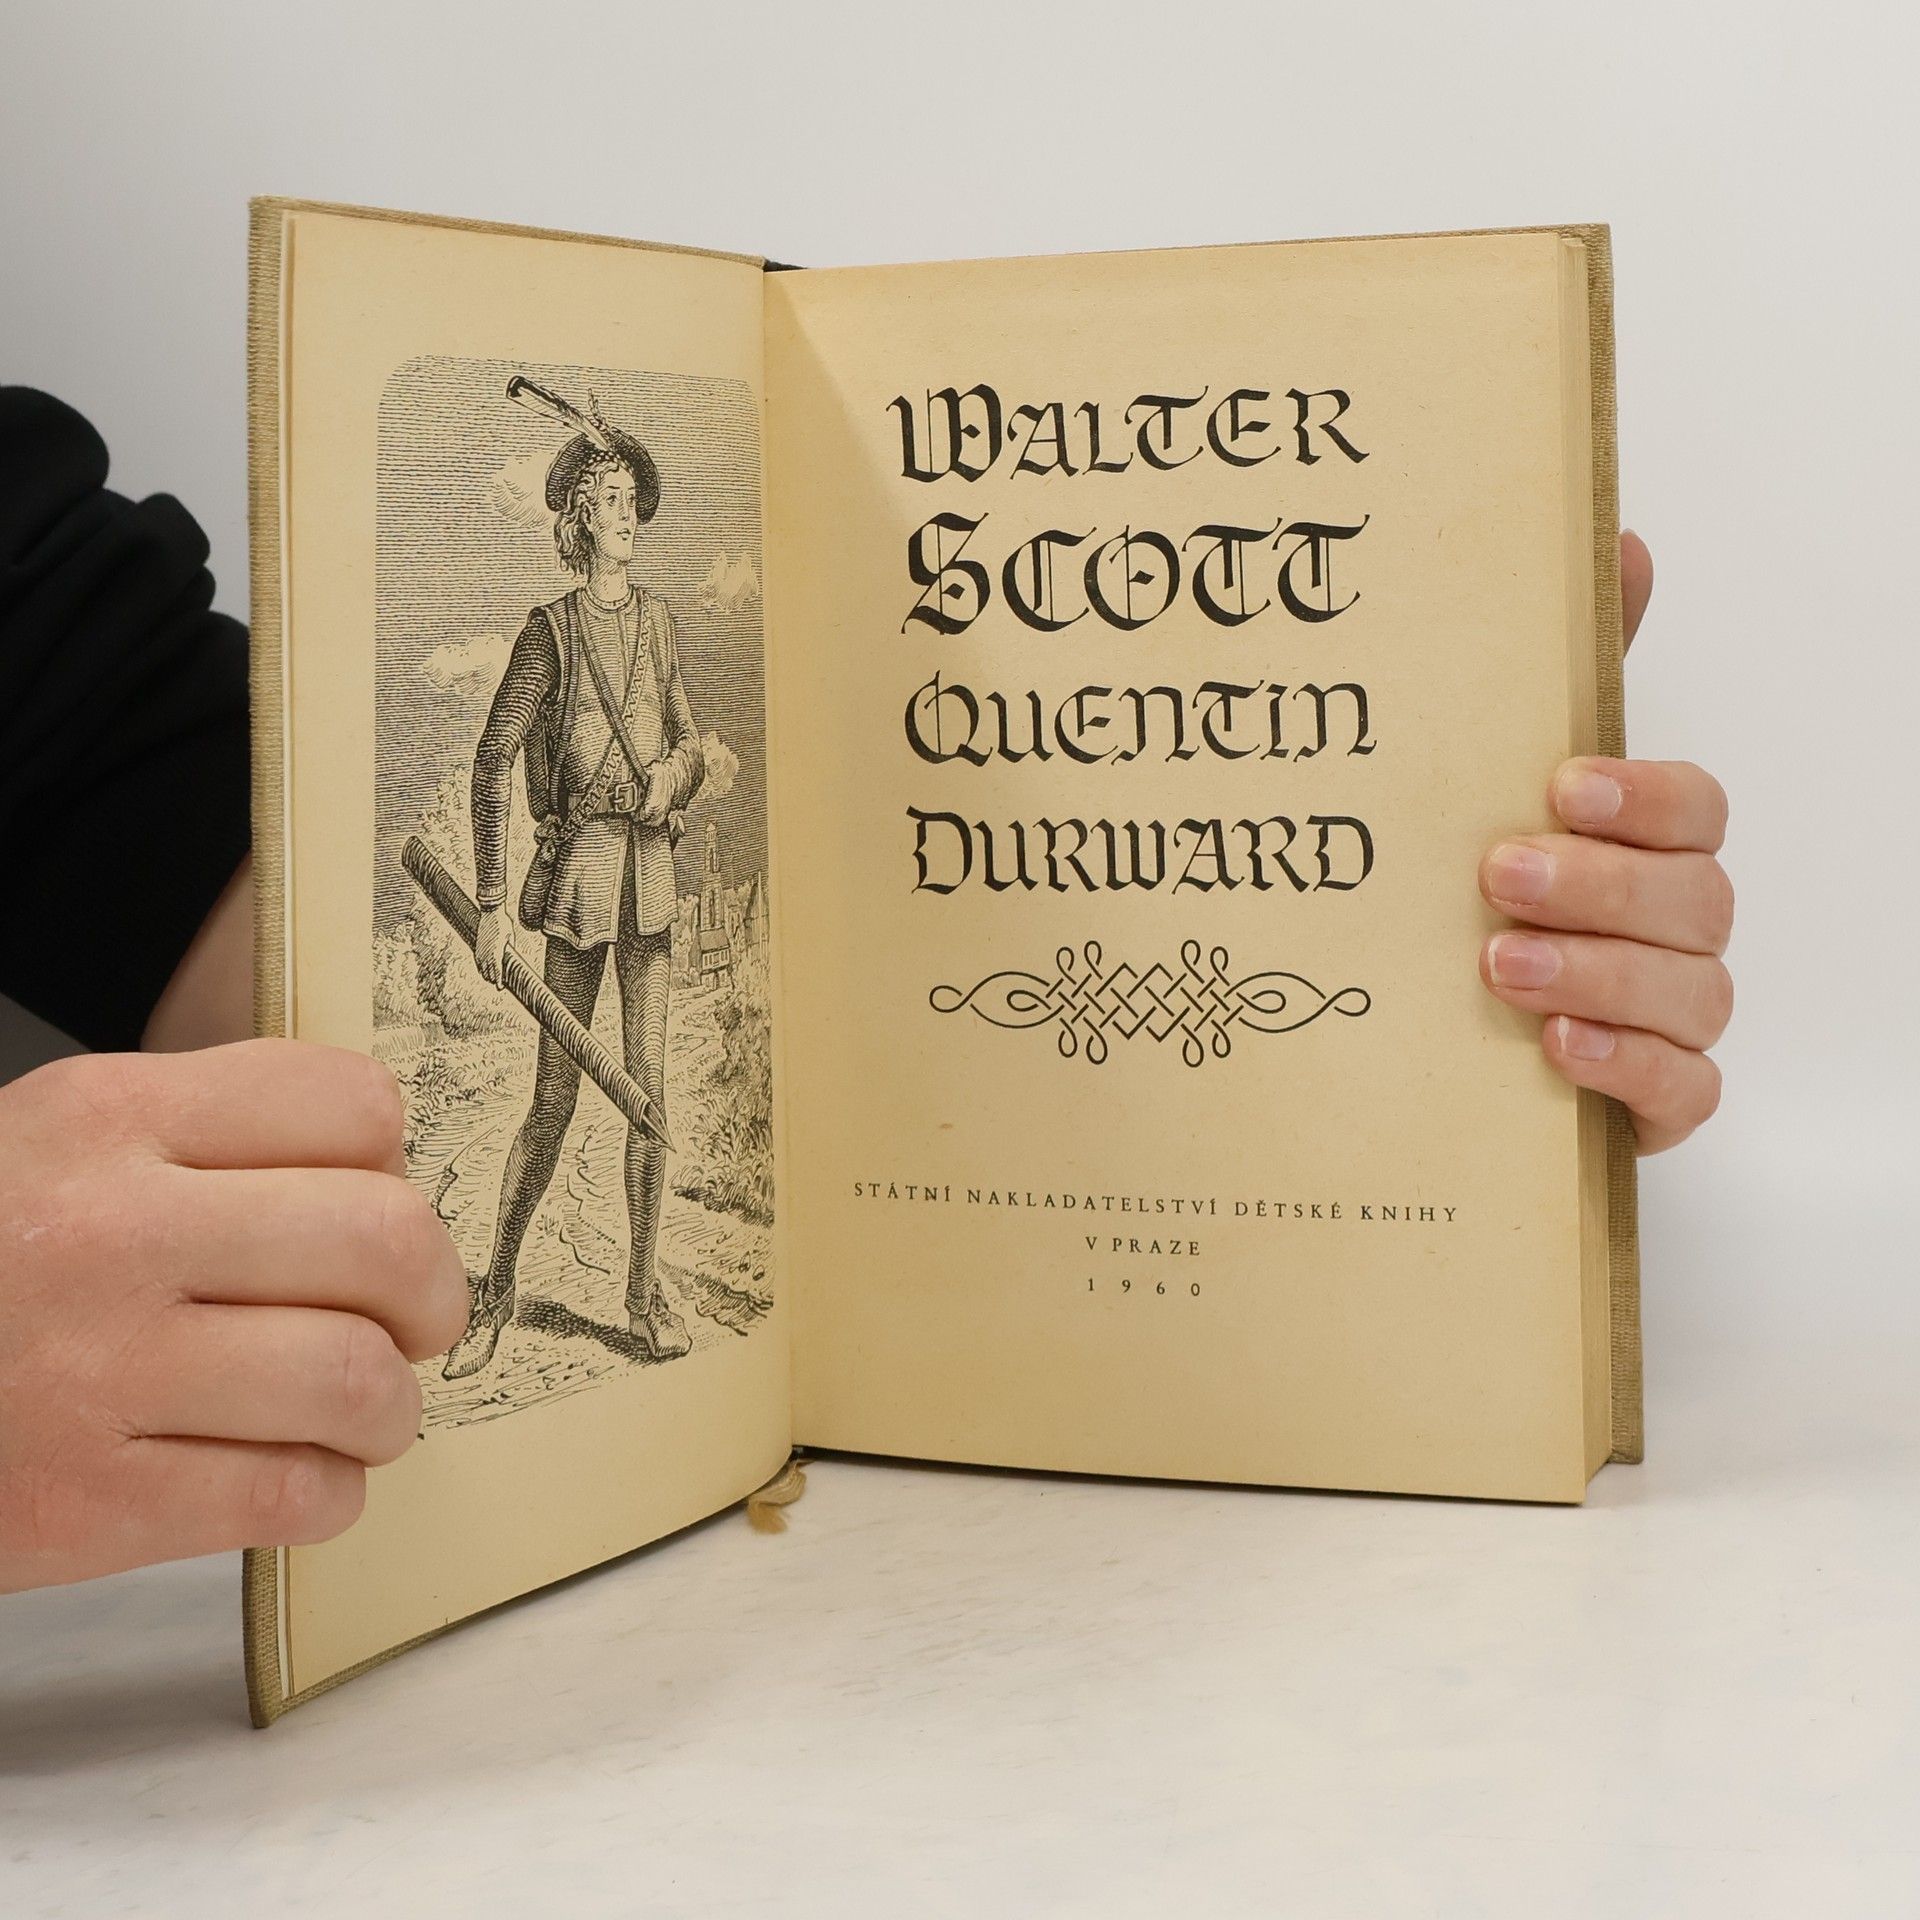 WALTER
SCOTT
QUENTIN
DURWARD
STÁTNÍ NAKLADATELSTVÍ DĚTSKÉ KNIHY
V PRAZE
1960